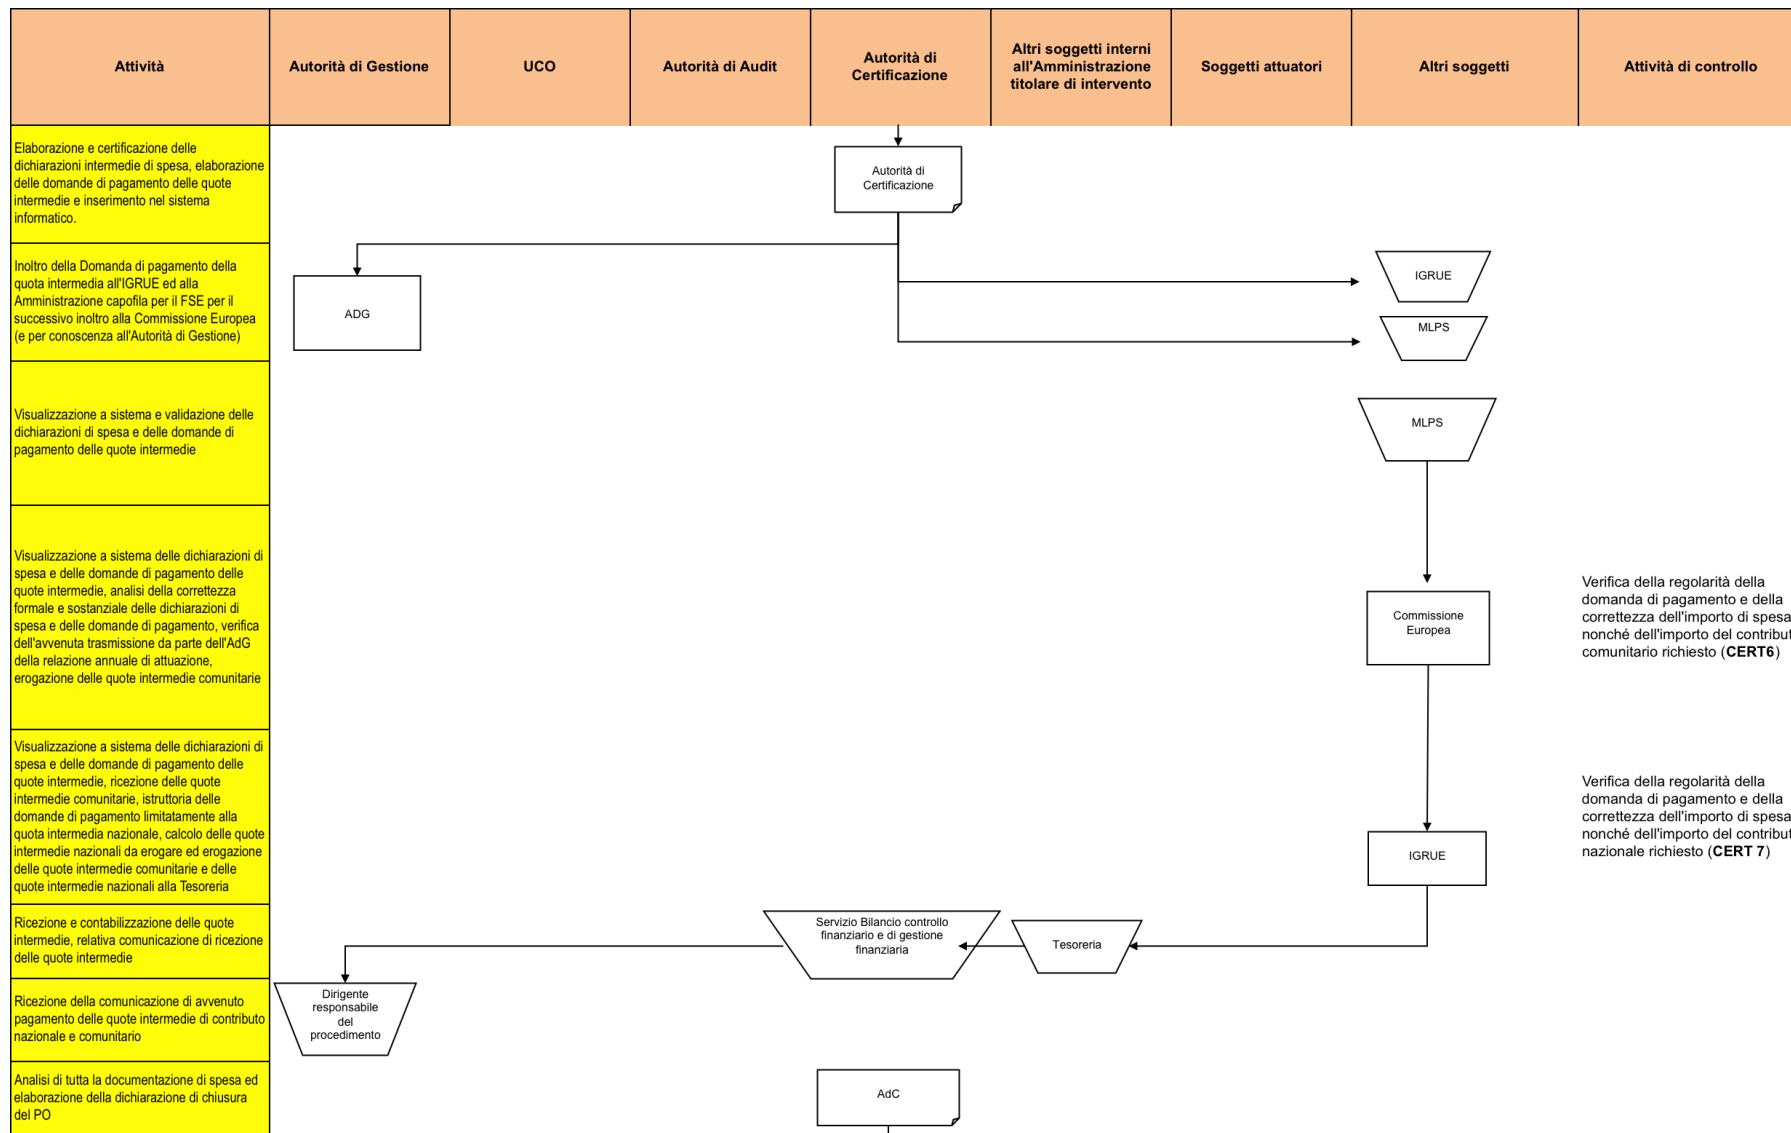 Attività
Autorità di Gestione
UCO
Autorità di Audit
Autorità di
Certificazione
Altri soggetti interni
all'Amministrazione
titolare di intervento
Soggetti attuatori
Altri soggetti
Attività di controllo
Elaborazione e certificazione delle
dichiarazioni intermedie di spesa, elaborazione
delle domande di pagamento delle quote
intermedie e inserimento nel sistema
informatico.
Autorità di
Certificazione
Inoltro della Domanda di pagamento della
quota intermedia all'IGRUE ed alla
Amministrazione capofila per il FSE per il
successivo inoltro alla Commissione Europea
(e per conoscenza all'Autorità di Gestione)
ADG
IGRUE
MLPS
Visualizzazione a sistema e validazione delle
dichiarazioni di spesa e delle domande di
pagamento delle quote intermedie
MLPS
Visualizzazione a sistema delle dichiarazioni di
spesa e delle domande di pagamento delle
quote intermedie, analisi della correttezza
formale e sostanziale delle dichiarazioni di
spesa e delle domande di pagamento, verifica
dell'avvenuta trasmissione da parte dell'AdG
della relazione annuale di attuazione,
erogazione delle quote intermedie comunitarie
Commissione
Europea
Verifica della regolarità della
domanda di pagamento e della
correttezza dell'importo di spesa
nonché dell'importo del contribut
comunitario richiesto (CERT6)
Visualizzazione a sistema delle dichiarazioni di
spesa e delle domande di pagamento delle
quote intermedie, ricezione delle quote
intermedie comunitarie, istruttoria delle
domande di pagamento limitatamente alla
quota intermedia nazionale, calcolo delle quote
intermedie nazionali da erogare ed erogazione
delle quote intermedie comunitarie e delle
quote intermedie nazionali alla Tesoreria
IGRUE
Verifica della regolarità della
domanda di pagamento e della
correttezza dell'importo di spesa
nonché dell'importo del contribut
nazionale richiesto (CERT 7)
Ricezione e contabilizzazione delle quote
intermedie, relativa comunicazione di ricezione
delle quote intermedie
Servizio Bilancio controllo
finanziario e di gestione
finanziaria
Tesoreria
Ricezione della comunicazione di avvenuto
pagamento delle quote intermedie di contributo
nazionale e comunitario
Dirigente
responsabile
del
procedimento
Analisi di tutta la documentazione di spesa ed
elaborazione della dichiarazione di chiusura
del PO
AdC